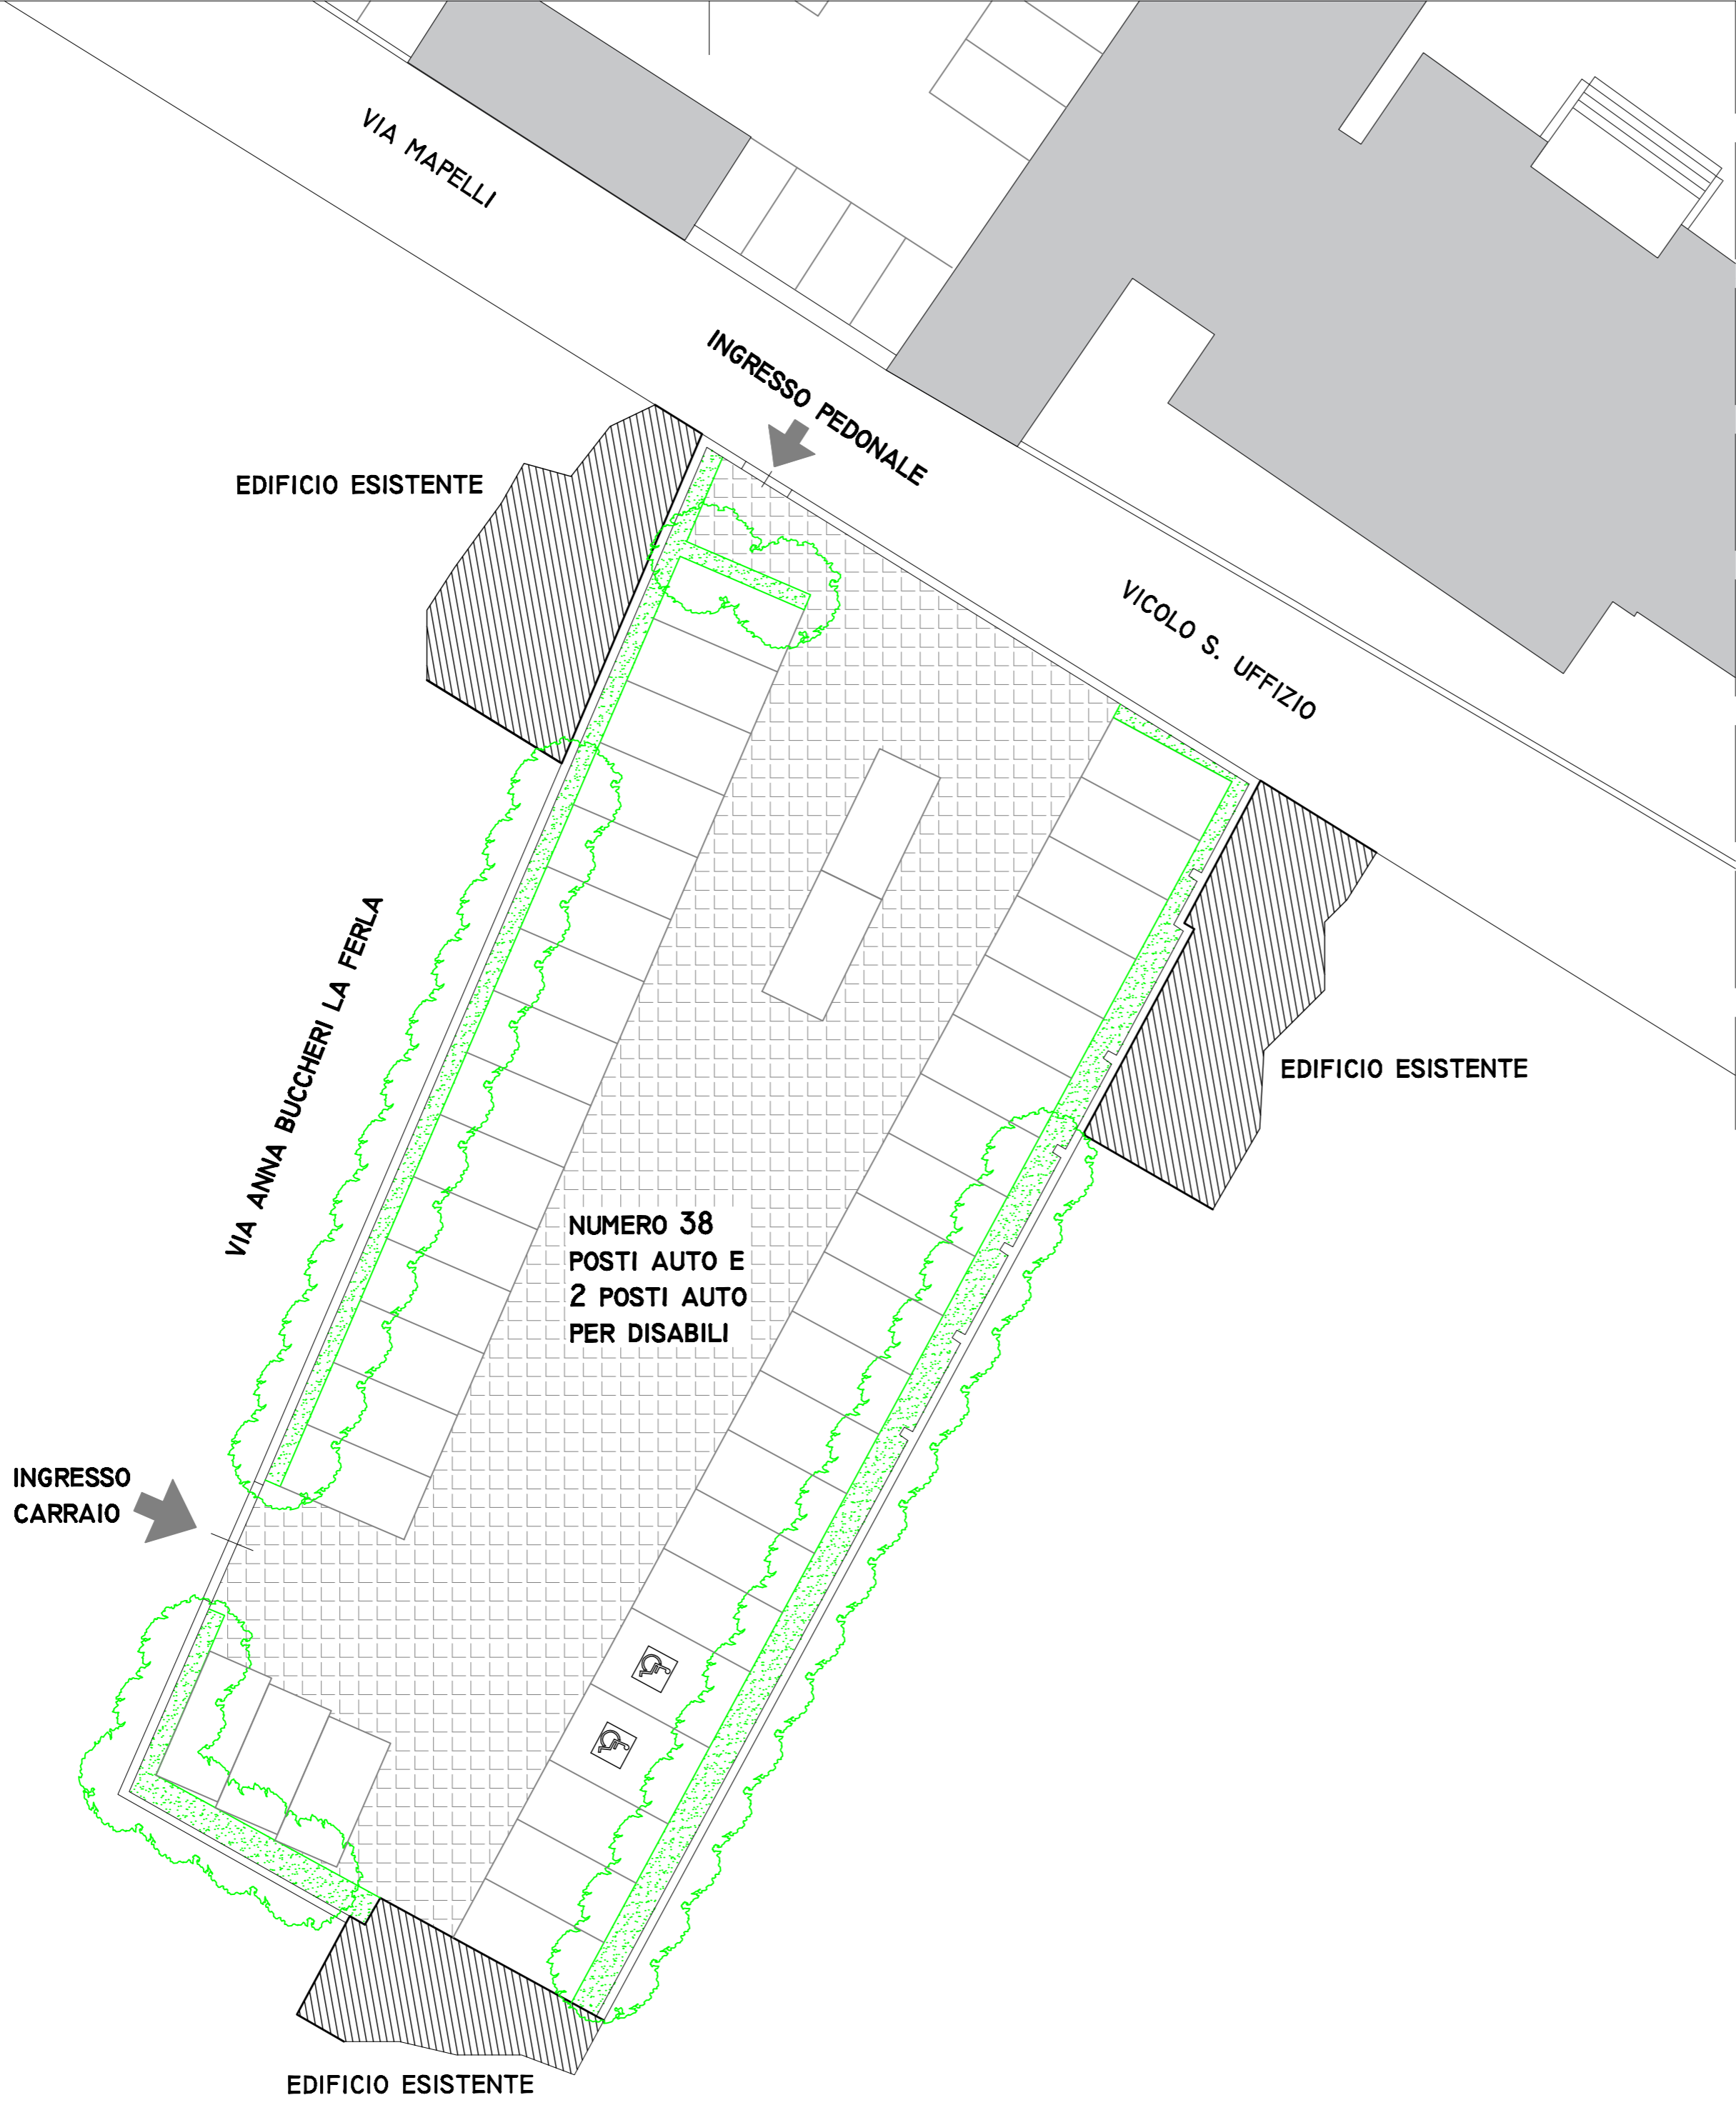 VIA MAPELLI
INGRESSO PEDONALE
EDIFICIO ESISTENTE
VICOLO S. UFFIZIO
VIA ANNA BUCCHERI LA FERLA
EDIFICIO ESISTENTE
NUMERO 38
POSTI AUTO E
2 POSTI AUTO
PER DISABILI
INGRESSO
CARRAIO
EDIFICIO ESISTENTE